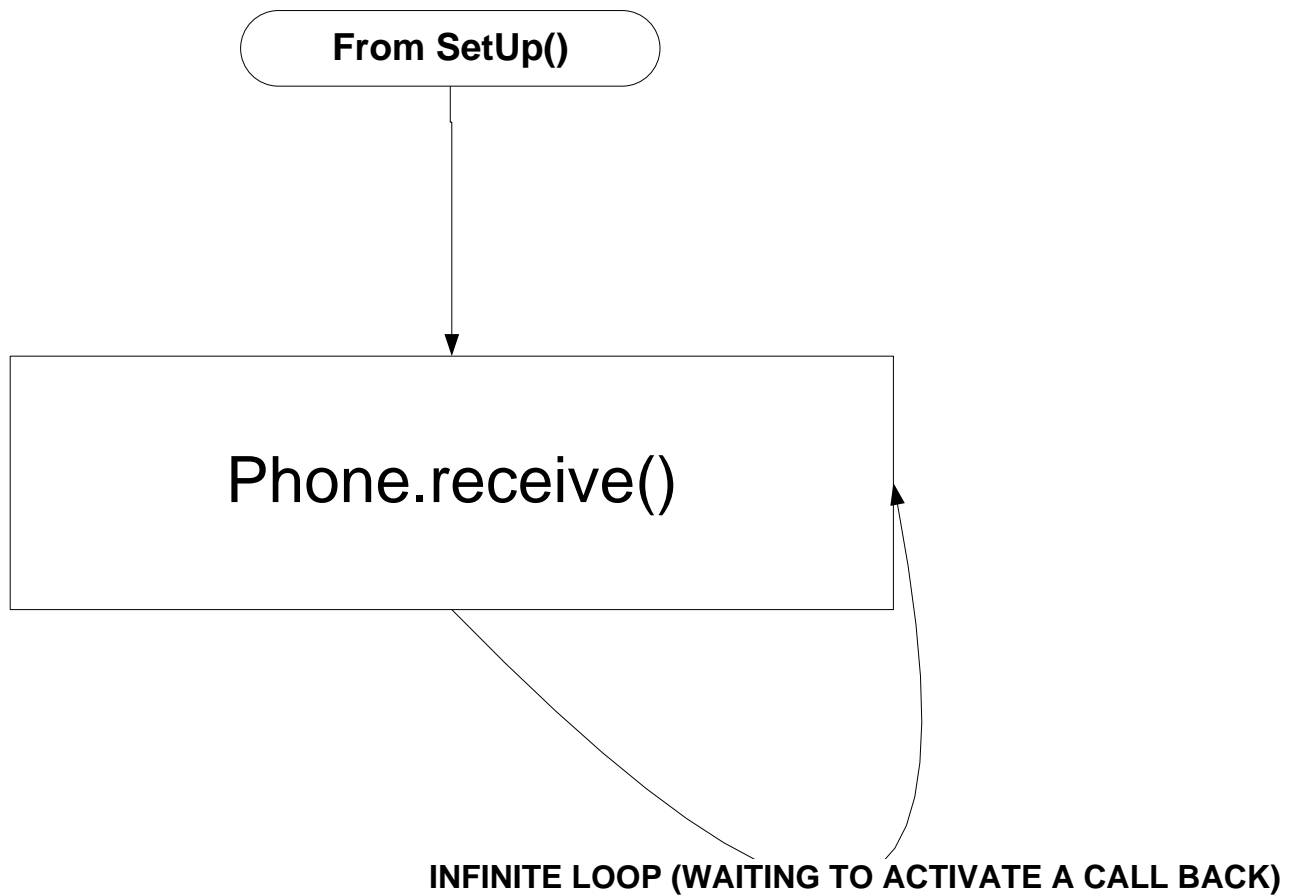 From SetUp()
Phone.receive()
INFINITE LOOP (WAITING TO ACTIVATE A CALL BACK)